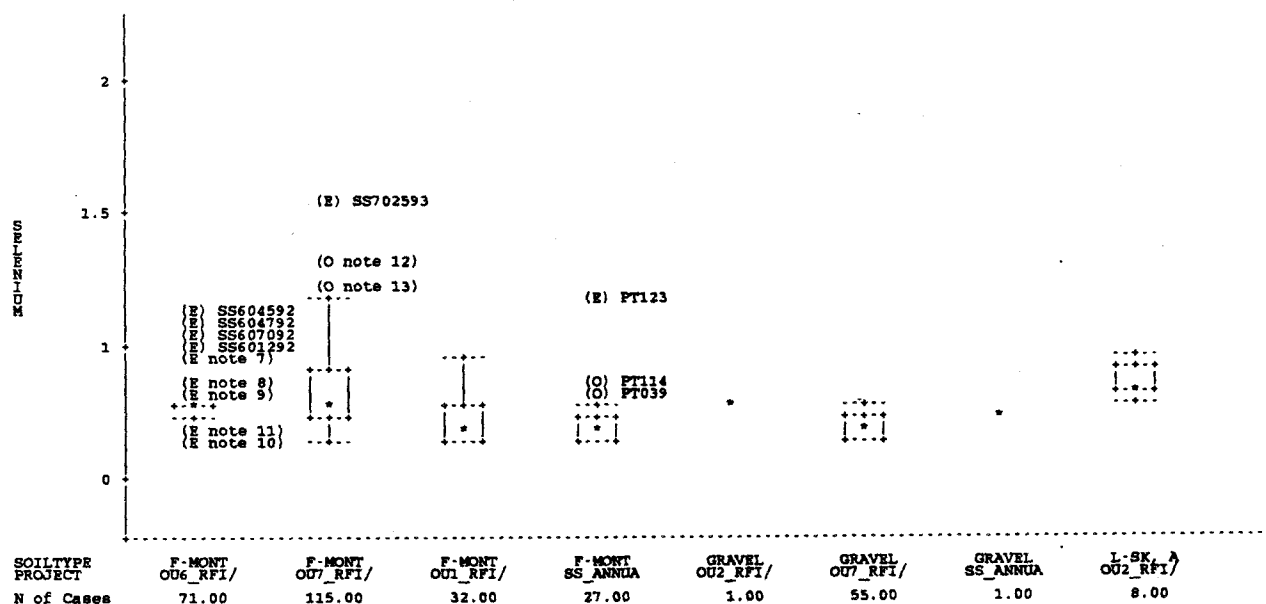 2
(E) SS702593
1.5
SELENIUM
(O note 12)
(O note 13)
(E) PT123
(E) SS604592
(E) SS604792
(E) SS607092
(E) SS601292
1
(E note 7)
(E note 8)
(O) PT114
(E note 9)
(O) PT039
(E note 11)
(E note 10)
0
SOILTYPE F-MONT F-MONT F-MONT F-MONT GRAVEL GRAVEL GRAVEL L-SK, A
PROJECT OU6_RFI/ OU7_RFI/ OU1_RFI/ SS_ANNUA OU2_RFI/ OU7_RFI/ SS_ANNUA OU2_RFI/
N of Cases 71.00 115.00 32.00 27.00 1.00 55.00 1.00 8.00